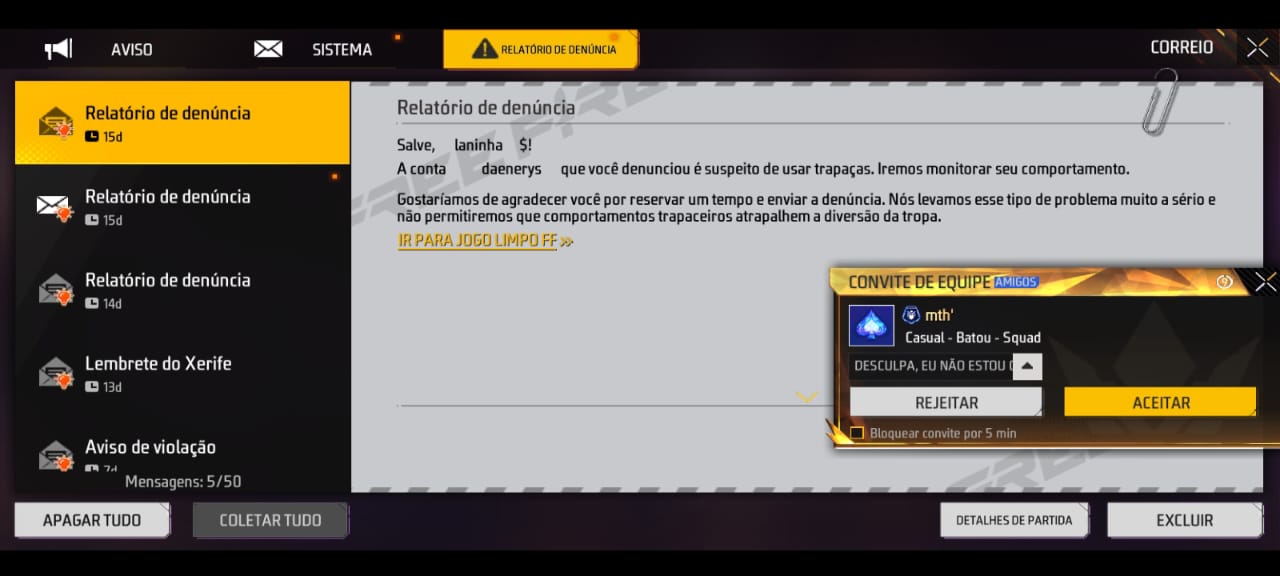 AVISO
SISTEMA
RELATÓRIO DE DENÚNCIA
CORREIO
Relatório de denúncia
15d
Relatório de denúncia
15d
Relatório de denúncia
14d
Lembrete do Xerife
13d
Aviso de violação
7d
Mensagens: 5/50
APAGAR TUDO
COLETAR TUDO
FREE FIRE
Relatório de denúncia
Salve, laninha $!
A conta daenerys que você denunciou é suspeito de usar trapaças. Iremos monitorar seu comportamento.
Gostaríamos de agradecer você por reservar um tempo e enviar a denúncia. Nós levamos esse tipo de problema muito a sério e
não permitiremos que comportamentos trapaceiros atrapalhem a diversão da tropa.
IR PARA JOGO LIMPO FF
CONVITE DE EQUIPE AMIGOS
mth'
Casual - Batou - Squad
DESCULPA, EU NÃO ESTOU
REJEITAR
ACEITAR
Bloquear convite por 5 min
FREE FIRE
DETALHES DE PARTIDA
EXCLUIR